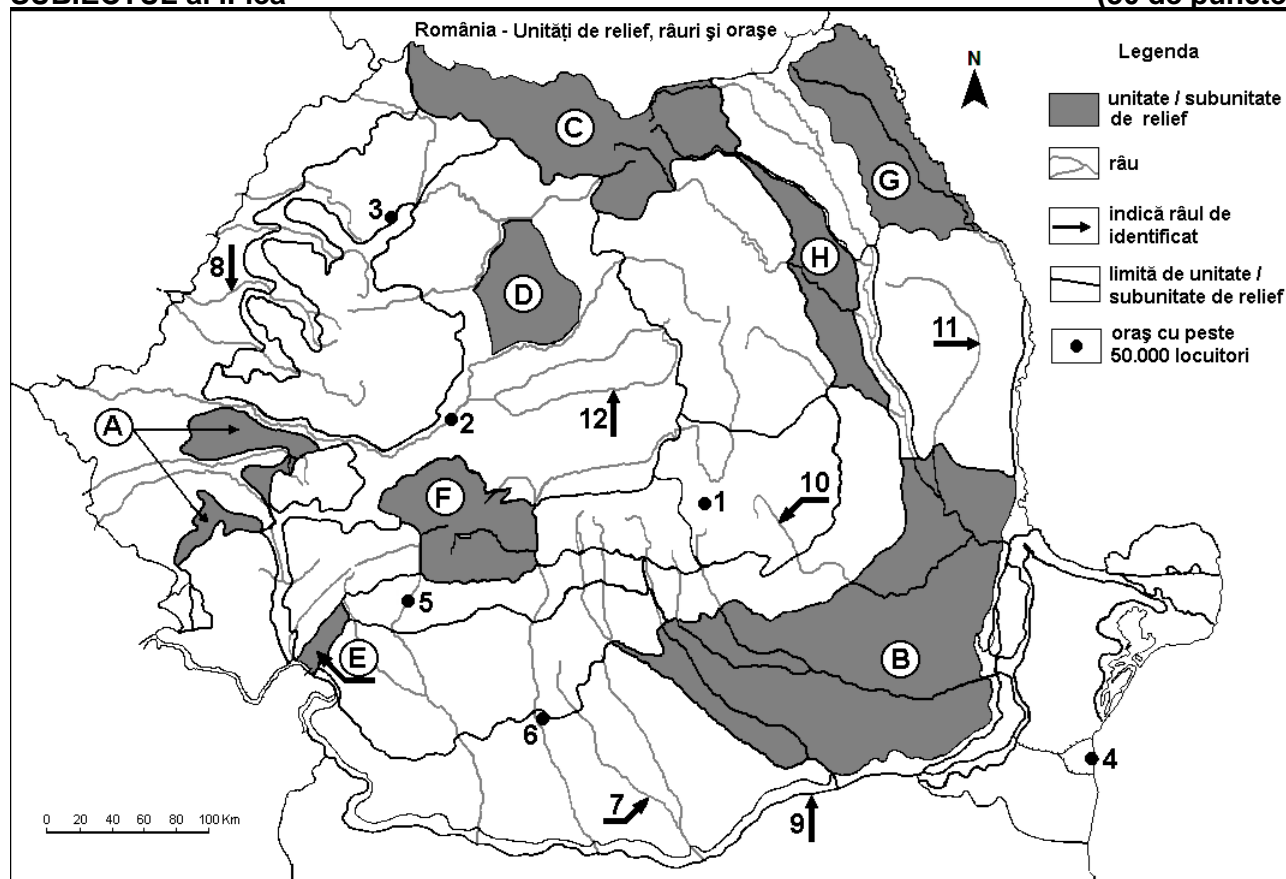 SUBIECTUL al II-lea (30 de puncte
România - Unităţi de relief, râuri şi oraşe
Legenda
N
unitate / subunitate
de relief
râu
indică râul de
identificat
limită de unitate /
subunitate de relief
oraş cu peste
50.000 locuitori
C
G
3
H
8
D
11
A
2
12
F
10
1
5
E
B
6
4
7
9
0 20 40 60 80 100 Km